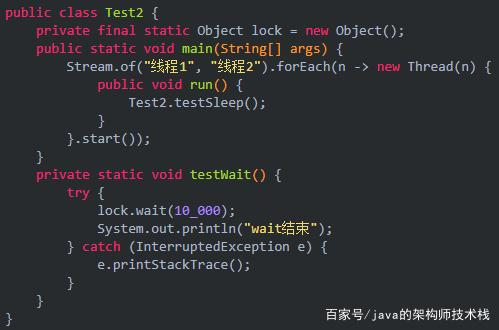 public class Test2 {
    private final static Object lock = new Object();
    public static void main(String[] args) {
        Stream.of("线程1", "线程2").forEach(n -> new Thread(n) {
            public void run() {
                Test2.testSleep();
            }
        }.start());
    }
    private static void testWait() {
        try {
            lock.wait(10_000);
            System.out.println("wait结束");
        } catch (InterruptedException e) {
            e.printStackTrace();
        }
    }
}
百家号/java的架构师技术栈